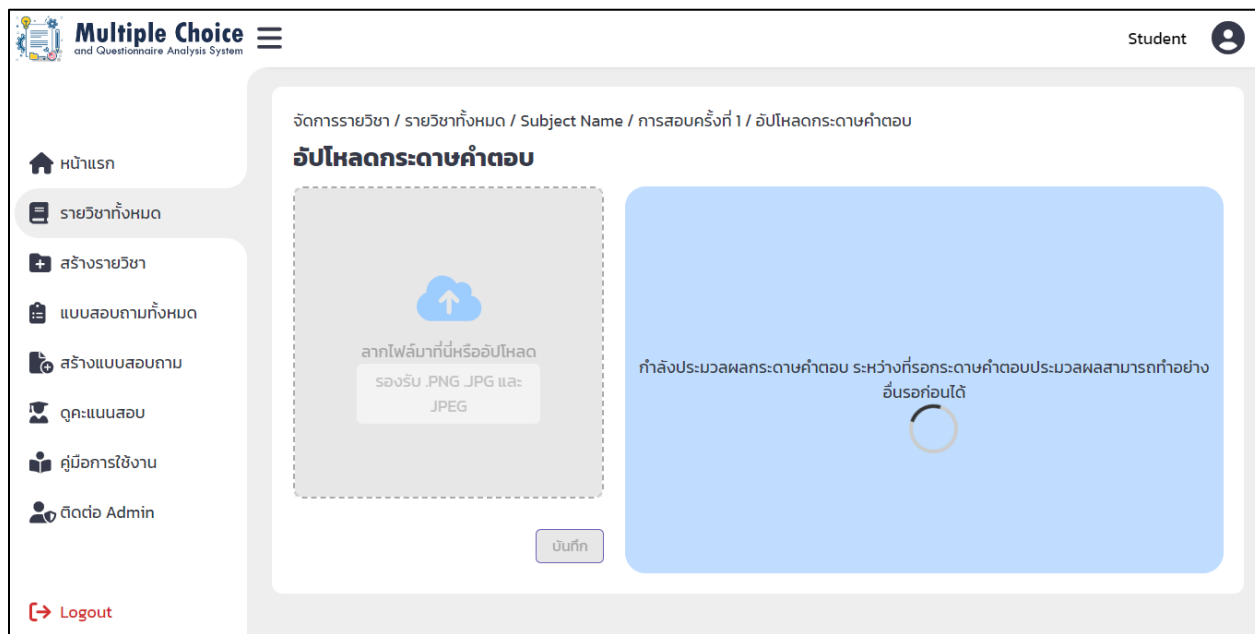 Multiple Choice
and Questionnaire Analysis System
Student
หน้าแรก
รายวิชาทั้งหมด
สร้างรายวิชา
แบบสอบถามทั้งหมด
สร้างแบบสอบถาม
ดูคะแนนสอบ
คู่มือการใช้งาน
ติดต่อ Admin
Logout
จัดการรายวิชา / รายวิชาทั้งหมด / Subject Name / การสอบครั้งที่ 1 / อัปโหลดกระดาษคำตอบ
อัปโหลดกระดาษคำตอบ
ลากไฟล์มาที่นี่หรืออัปโหลด
รองรับ .PNG .JPG และ
JPEG
บันทึก
กำลังประมวลผลกระดาษคำตอบ ระหว่างที่รอกระดาษคำตอบประมวลผลสามารถทำอย่าง
อื่นรอก่อนได้